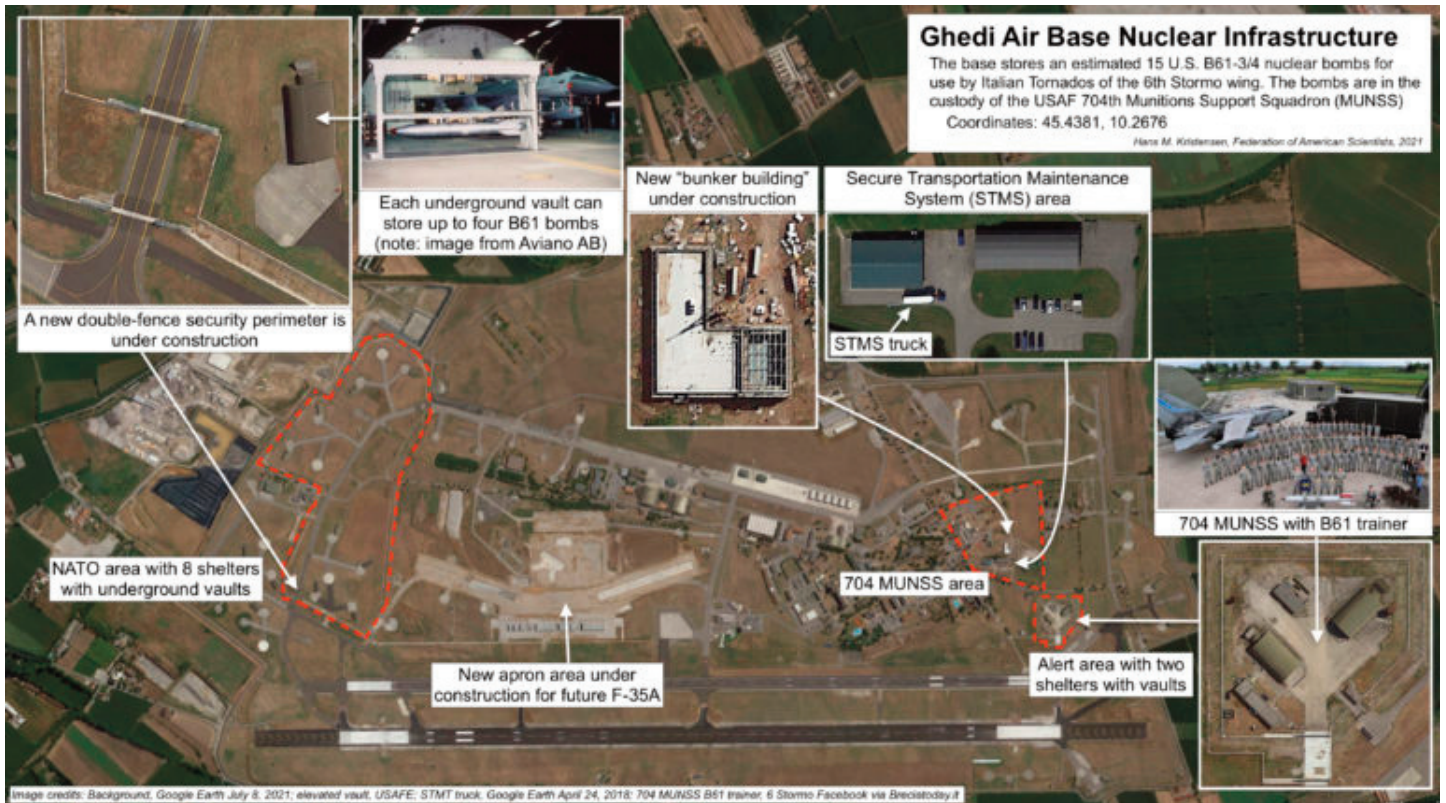 Ghedi Air Base Nuclear Infrastructure
The base stores an estimated 15 U.S. B61-3/4 nuclear bombs for
use by Italian Tornados of the 6th Stormo wing. The bombs are in the
custody of the USAF 704th Munitions Support Squadron (MUNSS)
Coordinates: 45.4381, 10.2676
Hans M. Kristensen, Federation of American Scientists, 2021
Each underground vault can
store up to four B61 bombs
(note: image from Aviano AB)
New “bunker building”
under construction
Secure Transportation Maintenance
System (STMS) area
STMS truck
A new double-fence security perimeter is
under construction
704 MUNSS with B61 trainer
NATO area with 8 shelters
with underground vaults
704 MUNSS area
New apron area under
construction for future F-35A
Alert area with two
shelters with vaults
Image credits: Background, Google Earth July 8, 2021; elevated vault, USAFE; STMT truck, Google Earth April 24, 2018; 704 MUNSS B61 trainer, 6 Stormo Facebook via Bresciatoday.it